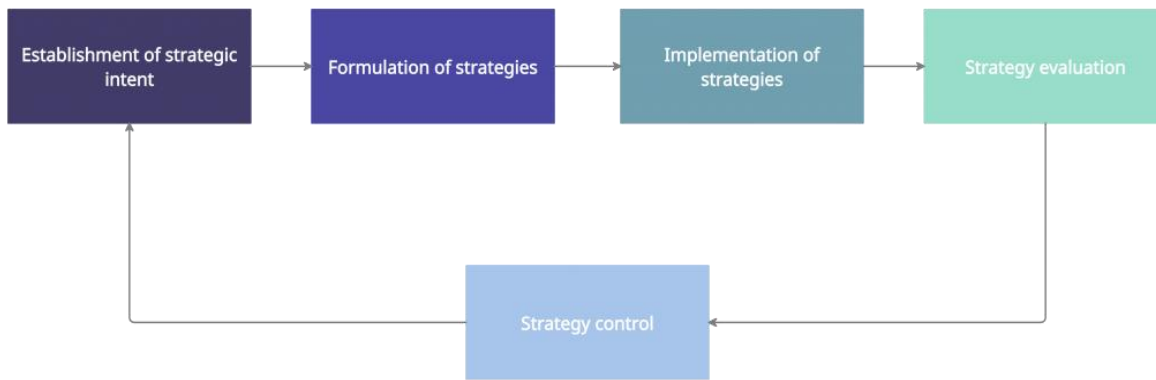 Establishment of strategic
intent
Formulation of strategies
Implementation of
strategies
Strategy evaluation
Strategy control